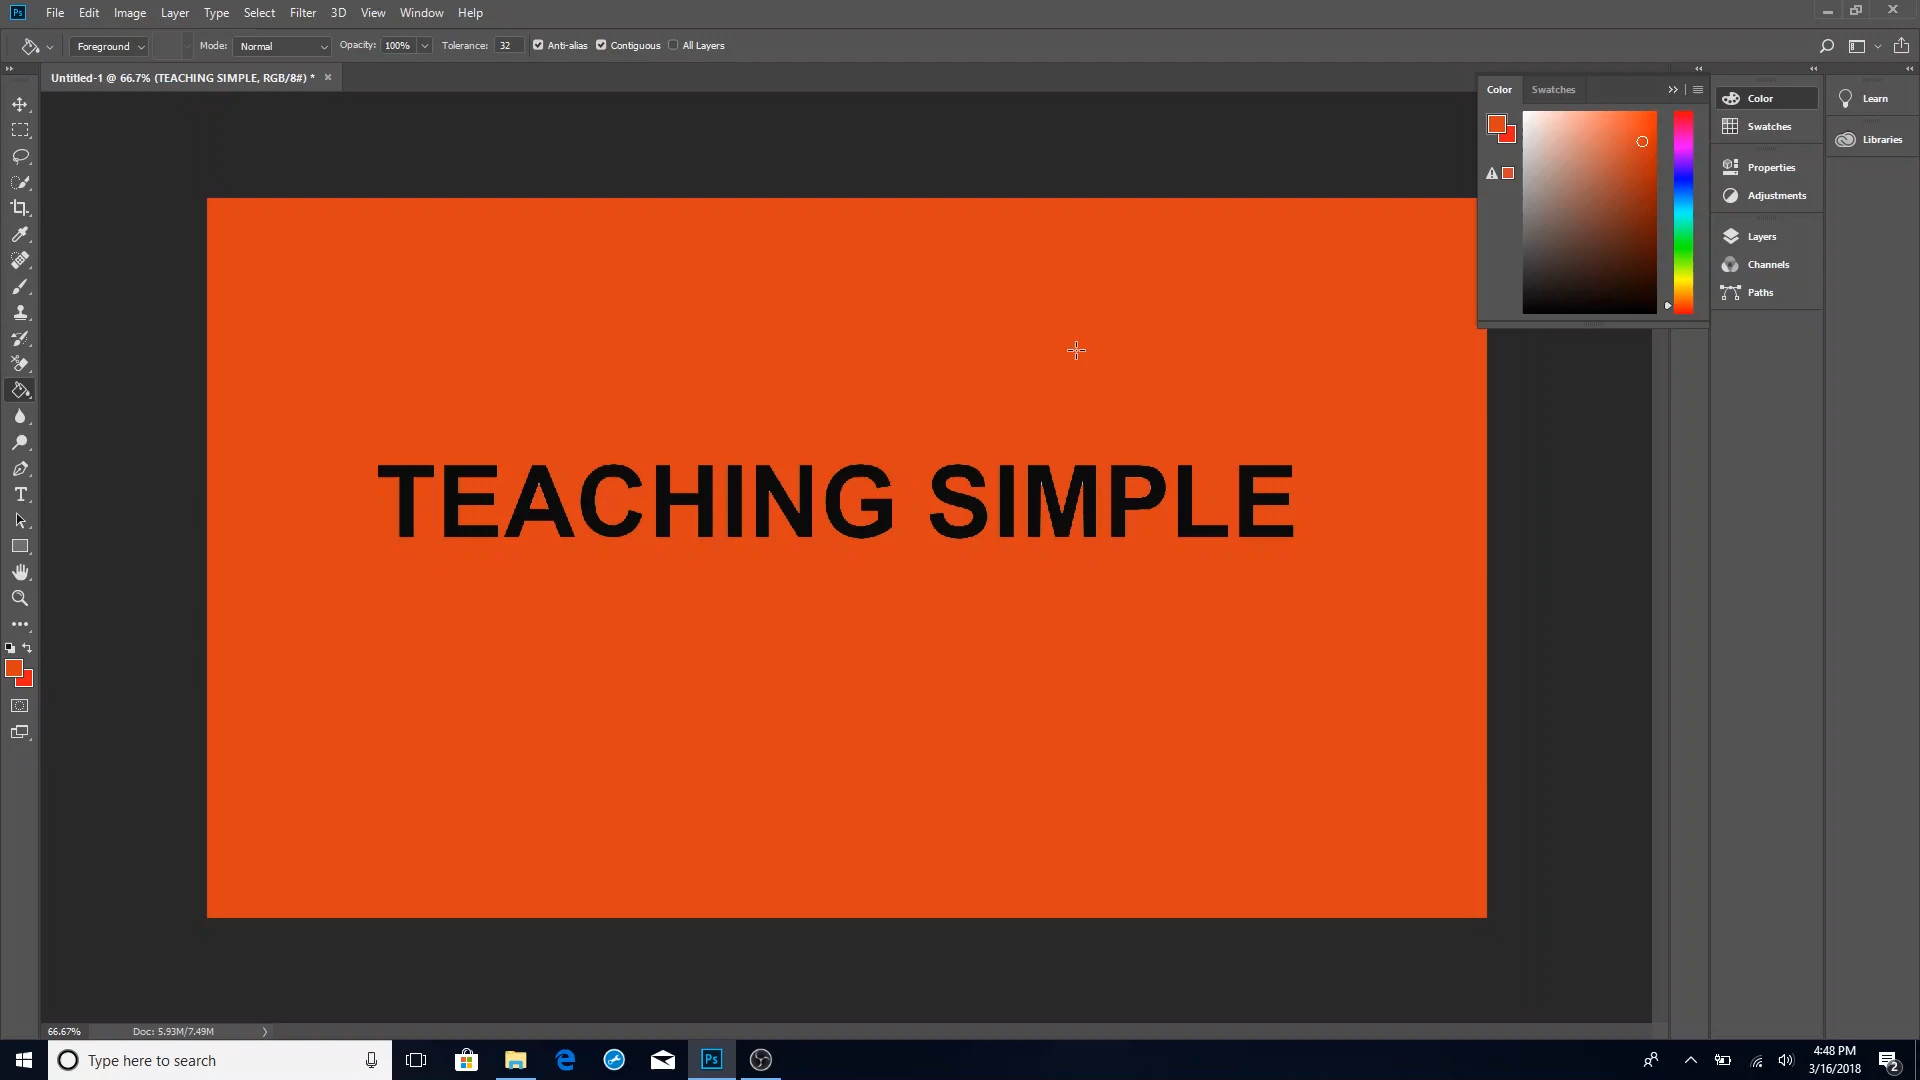 Ps File Edit Image Layer Type Select Filter 3D View Window Help
Foreground Mode: Normal Opacity: 100% Tolerance: 32 Anti-alias Contiguous All Layers
Untitled-1 @ 66.7% (TEACHING SIMPLE, RGB/8#) *
Color Swatches
Color
Swatches
Properties
Adjustments
Layers
Channels
Paths
Learn
Libraries
TEACHING SIMPLE
T
66.67% Doc: 5.93M/7.49M
Type here to search
Ps
4:48 PM
3/16/2018
2